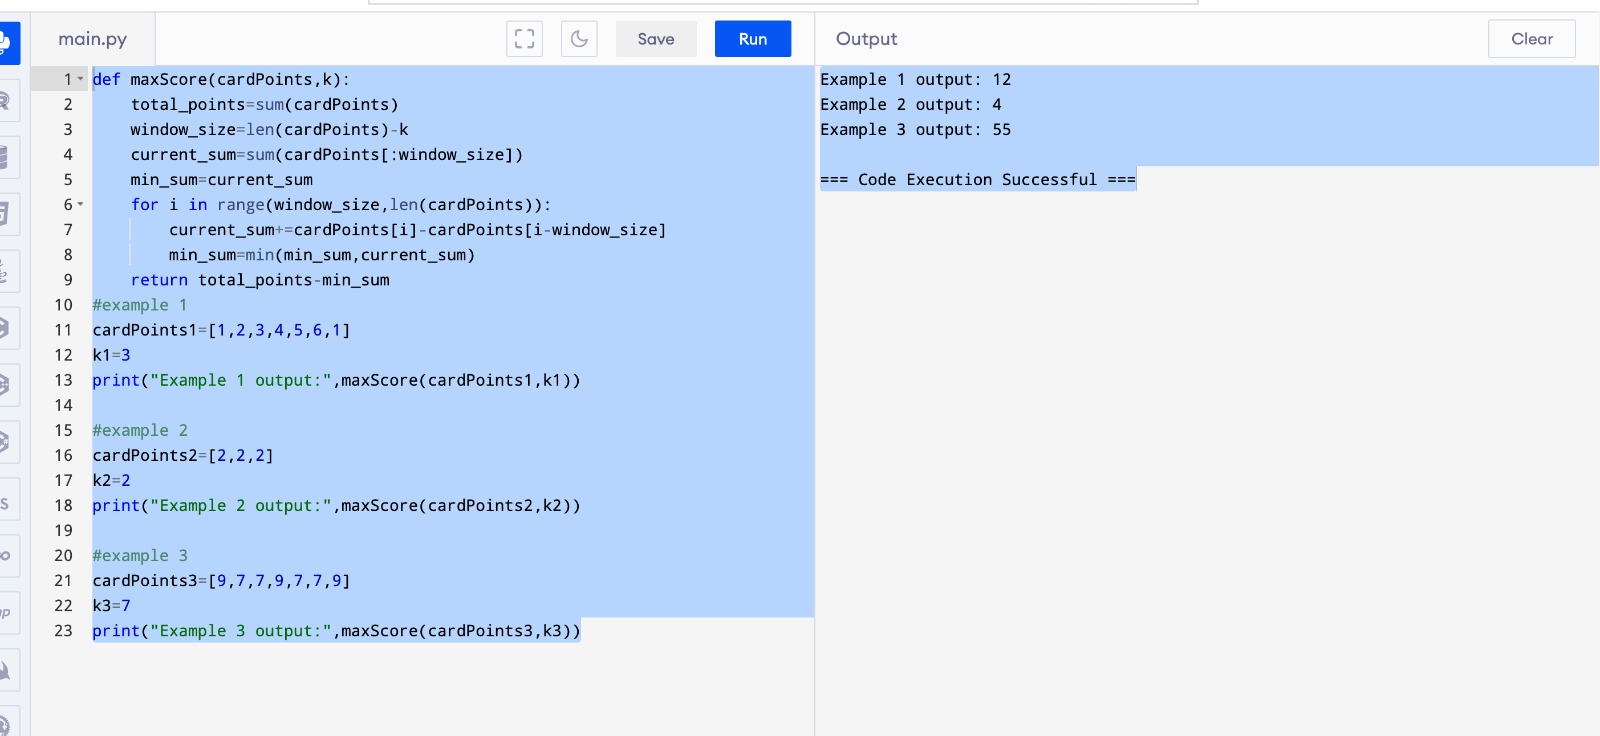 main.py
Save
Run
Output
Clear
1 def maxScore(cardPoints,k):
2     total_points=sum(cardPoints)
3     window_size=len(cardPoints)-k
4     current_sum=sum(cardPoints[:window_size])
5     min_sum=current_sum
6     for i in range(window_size,len(cardPoints)):
7         current_sum+=cardPoints[i]-cardPoints[i-window_size]
8         min_sum=min(min_sum,current_sum)
9     return total_points-min_sum
10 #example 1
11 cardPoints1=[1,2,3,4,5,6,1]
12 k1=3
13 print("Example 1 output:",maxScore(cardPoints1,k1))
14
15 #example 2
16 cardPoints2=[2,2,2]
17 k2=2
18 print("Example 2 output:",maxScore(cardPoints2,k2))
19
20 #example 3
21 cardPoints3=[9,7,7,9,7,7,9]
22 k3=7
23 print("Example 3 output:",maxScore(cardPoints3,k3))
Example 1 output: 12
Example 2 output: 4
Example 3 output: 55
=== Code Execution Successful ===